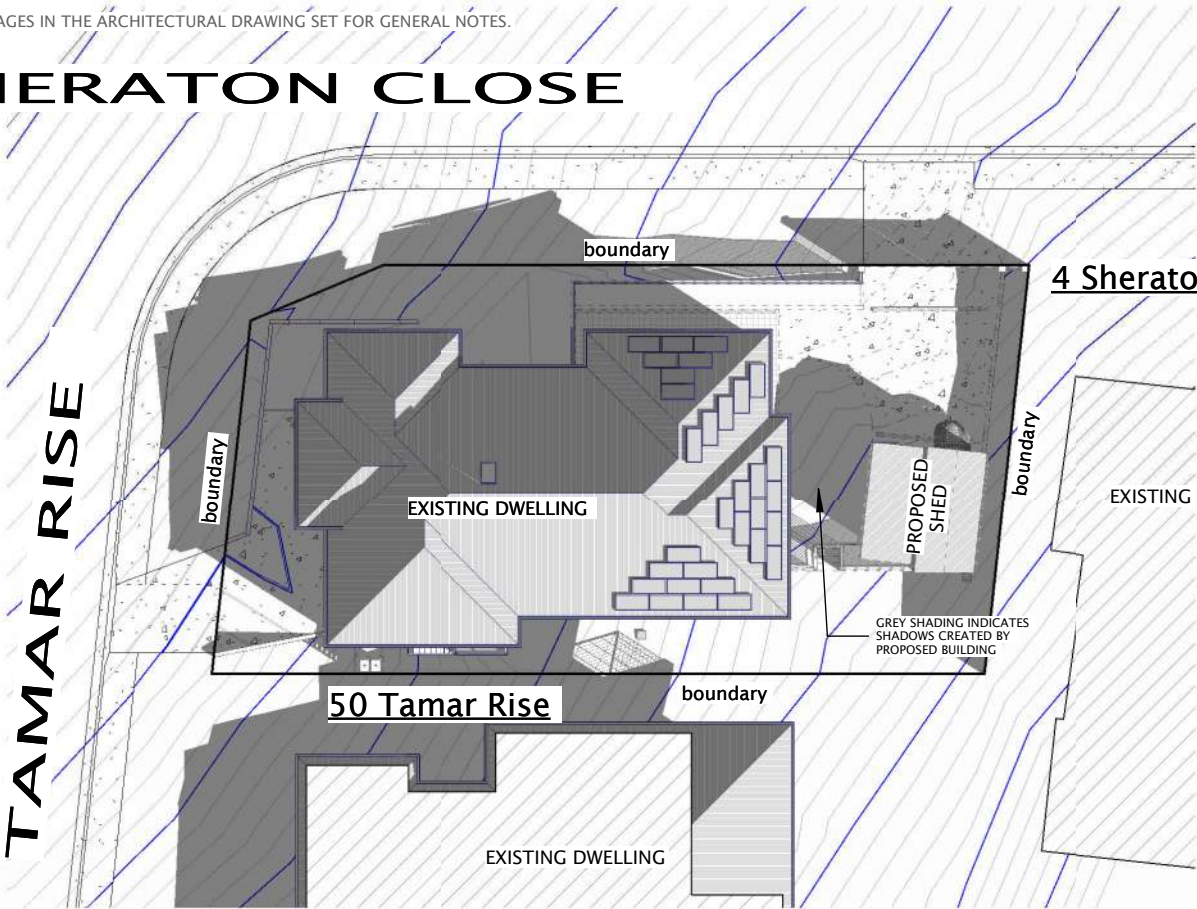 AGES IN THE ARCHITECTURAL DRAWING SET FOR GENERAL NOTES.
HERATON CLOSE
boundary
4 Sherato
TAMAR RISE
boundary
EXISTING DWELLING
PROPOSED
SHED
boundary
EXISTING
GREY SHADING INDICATES
SHADOWS CREATED BY
PROPOSED BUILDING
50 Tamar Rise
boundary
EXISTING DWELLING